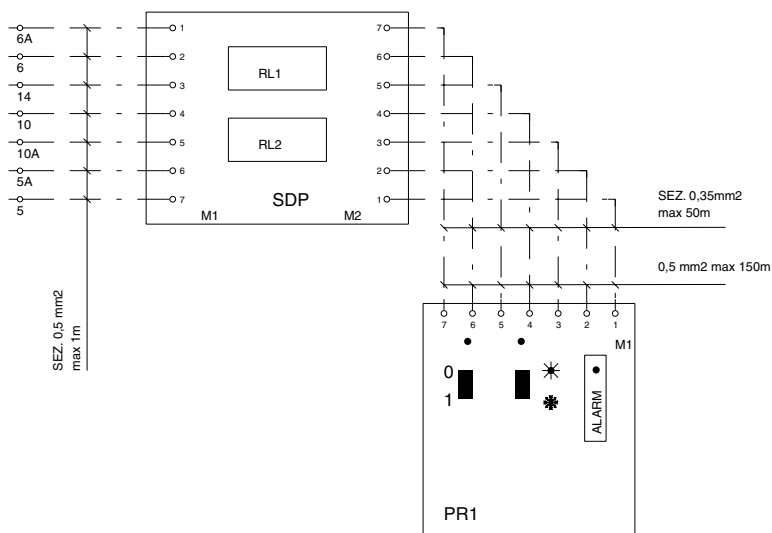 6A
6
14
10
10A
5A
5
1
2
3
4
5
6
7
RL1
RL2
SDP
M1
M2
7
6
5
4
3
2
1
SEZ. 0,5 mm2
max 1m
SEZ. 0,35mm2
max 50m
0,5 mm2 max 150m
7 6 5 4 3 2 1
M1
0
1
ALARM
PR1